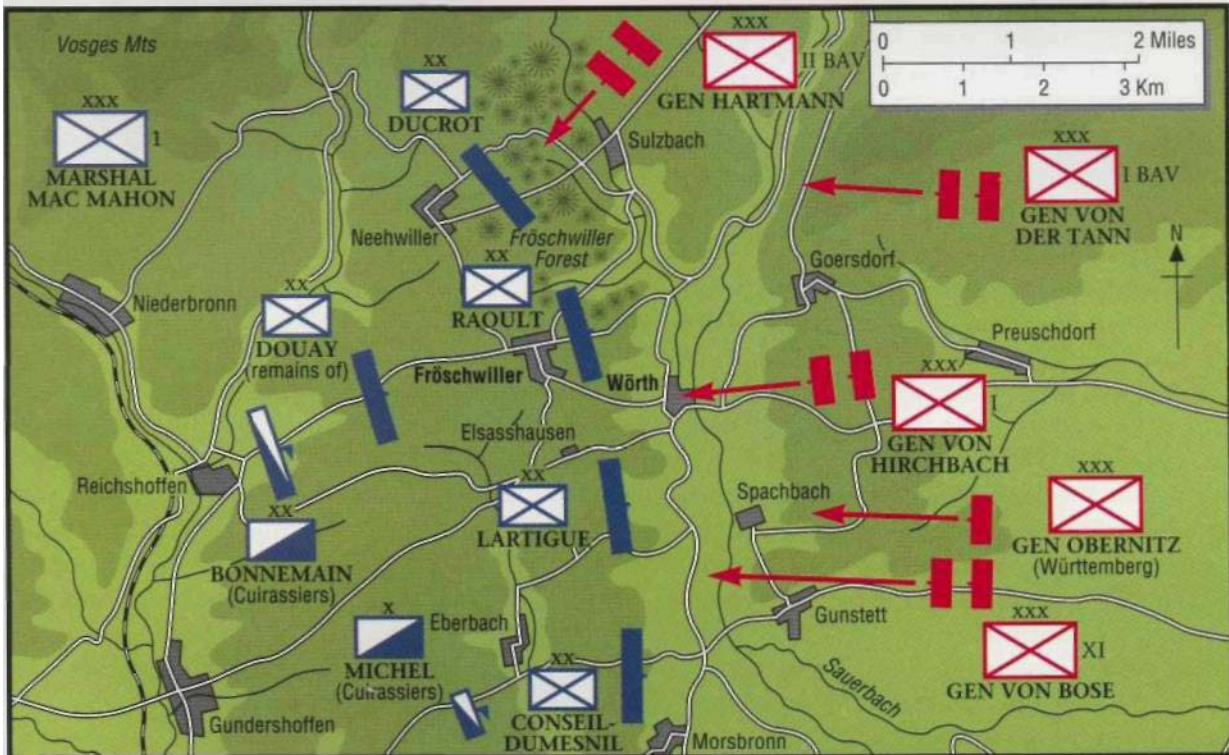 Vosges Mts
XXX
1
MARSHAL
MAC MAHON
XX
DUCROT
XXX
II BAV
GEN HARTMANN
0 1 2 Miles
0 1 2 3 Km
Sulzbach
XXX
I BAV
GEN VON
DER TANN
N
Neehwiller
Fröschwiller
Forest
Goersdorf
Niederbronn
XX
DOUAY
(remains of)
XX
RAOULT
Preuschdorf
Fröschwiller
Wörth
XXX
I
GEN VON
HIRCHBACH
Elsasshausen
Reichshoffen
XX
BONNEMAIN
(Cuirassiers)
XX
LARTIGUE
Spachbach
XXX
GEN OBERNITZ
(Württemberg)
X
MICHEL
(Cuirassiers)
Eberbach
Gunstett
XXX
XI
GEN VON BOSE
XX
CONSEIL-
DUMESNIL
Sauerbach
Gundershoffen
Morsbronn